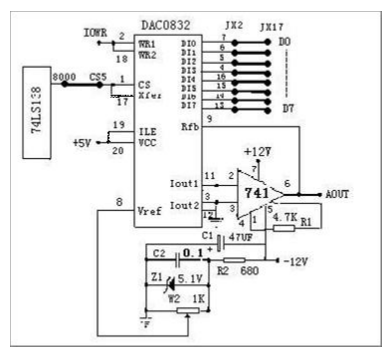 DAC0832
JX2 JX17
IOWR 2 WR1
18 WR2
DI0 7 D0
DI1 6
DI2 5
DI3 4
DI4 16
DI5 15
DI6 14
DI7 13 D7
74LS138
8000 CS5 1 CS
17 Xfer
Rfb 9
19 ILE
+5V VCC
20
+12V
7
Iout1 11 2 741 6 AOUT
Iout2 3 3 5
12 4 1 4.7K R1
8 Vref
C1 + 47UF
C2 0.1 R2 680 -12V
Z1 5.1V
W2 1K